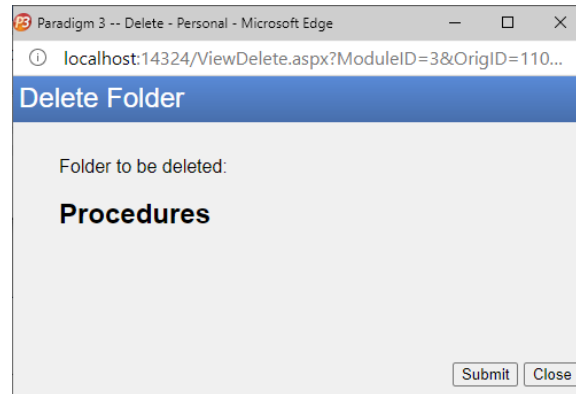 P3 Paradigm 3 -- Delete - Personal - Microsoft Edge
localhost:14324/ViewDelete.aspx?ModuleID=3&OrigID=110...
Delete Folder
Folder to be deleted:
Procedures
Submit Close